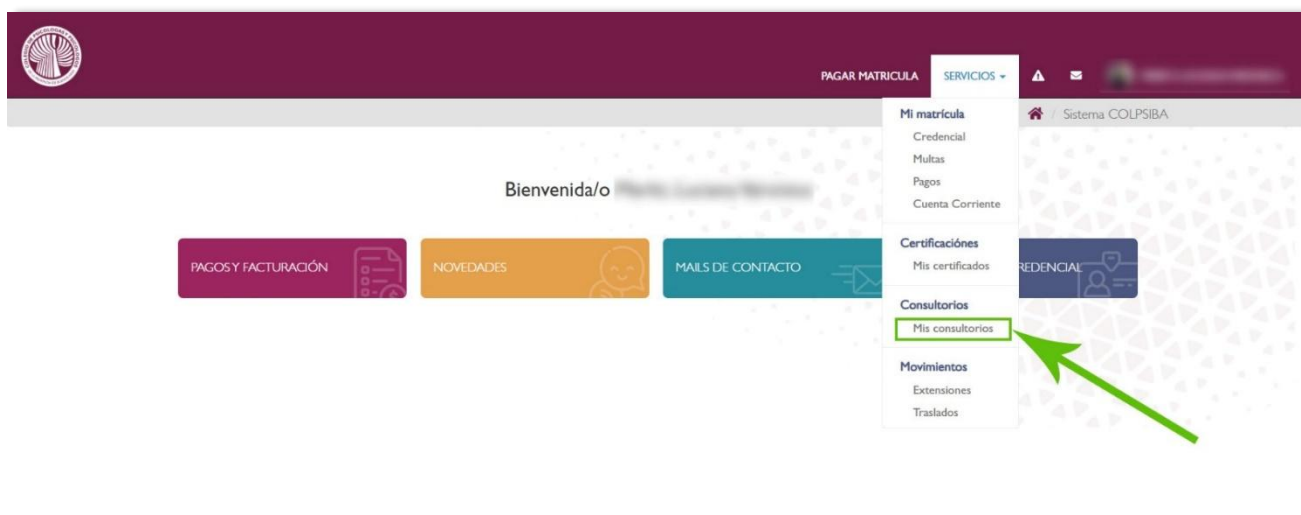 PAGAR MATRICULA
SERVICIOS
Sistema COLPSIBA
Mi matrícula
Credencial
Multas
Pagos
Cuenta Corriente
Certificaciónes
Mis certificados
Consultorios
Mis consultorios
Movimientos
Extensiones
Traslados
Bienvenida/o
PAGOS Y FACTURACIÓN
NOVEDADES
MAILS DE CONTACTO
REDENCIAL